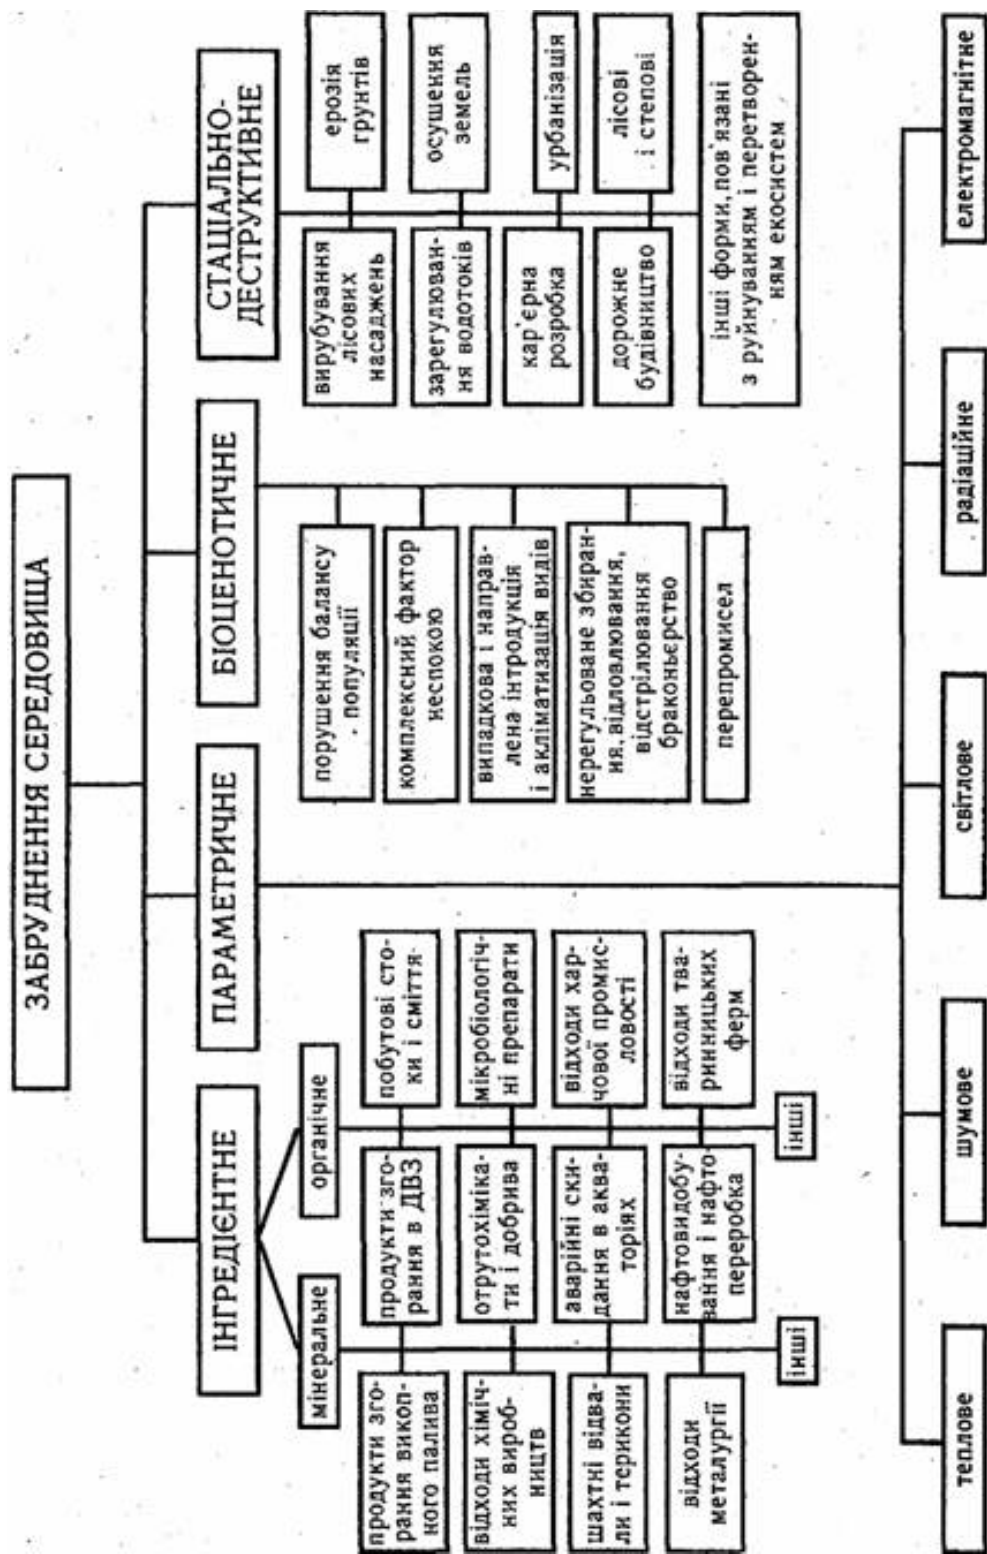 ЗАБРУДНЕННЯ СЕРЕДОВИЩА
ІНГРЕДІЄНТНЕ
ПАРАМЕТРИЧНЕ
БІОЦЕНОТИЧНЕ
СТАЦІАЛЬНО-
ДЕСТРУКТИВНЕ
мінеральне
органічне
продукти зго-
рання викоп-
ного палива
продукти зго-
рання в ДВЗ
побутові сто-
ки і сміття
відходи хіміч-
них вироб-
ництв
отрутохіміка-
ти і добрива
мікробіологіч-
ні препарати
шахтні відва-
ли і терикони
аварійні ски-
дання в аква-
торіях
відходи хар-
чової промис-
ловості
відходи
металургії
нафтовидобу-
вання і нафто-
переробка
відходи тва-
ринницьких
ферм
інші
інші
порушення балансу
популяції
комплексний фактор
неспокою
випадкова і направ-
лена інтродукція
і акліматизація видів
нерегульоване збиран-
ня, відловлювання,
відстрілювання
браконьєрство
перепромисел
вирубування
лісових
насаджень
ерозія
грунтів
зарегулюван-
ня водотоків
осушення
земель
кар'єрна
розробка
урбанізація
дорожнє
будівництво
лісові
і степові
інші форми, пов'язані
з руйнуванням і перетворен-
ням екосистем
теплове
шумове
світлове
радіаційне
електромагнітне